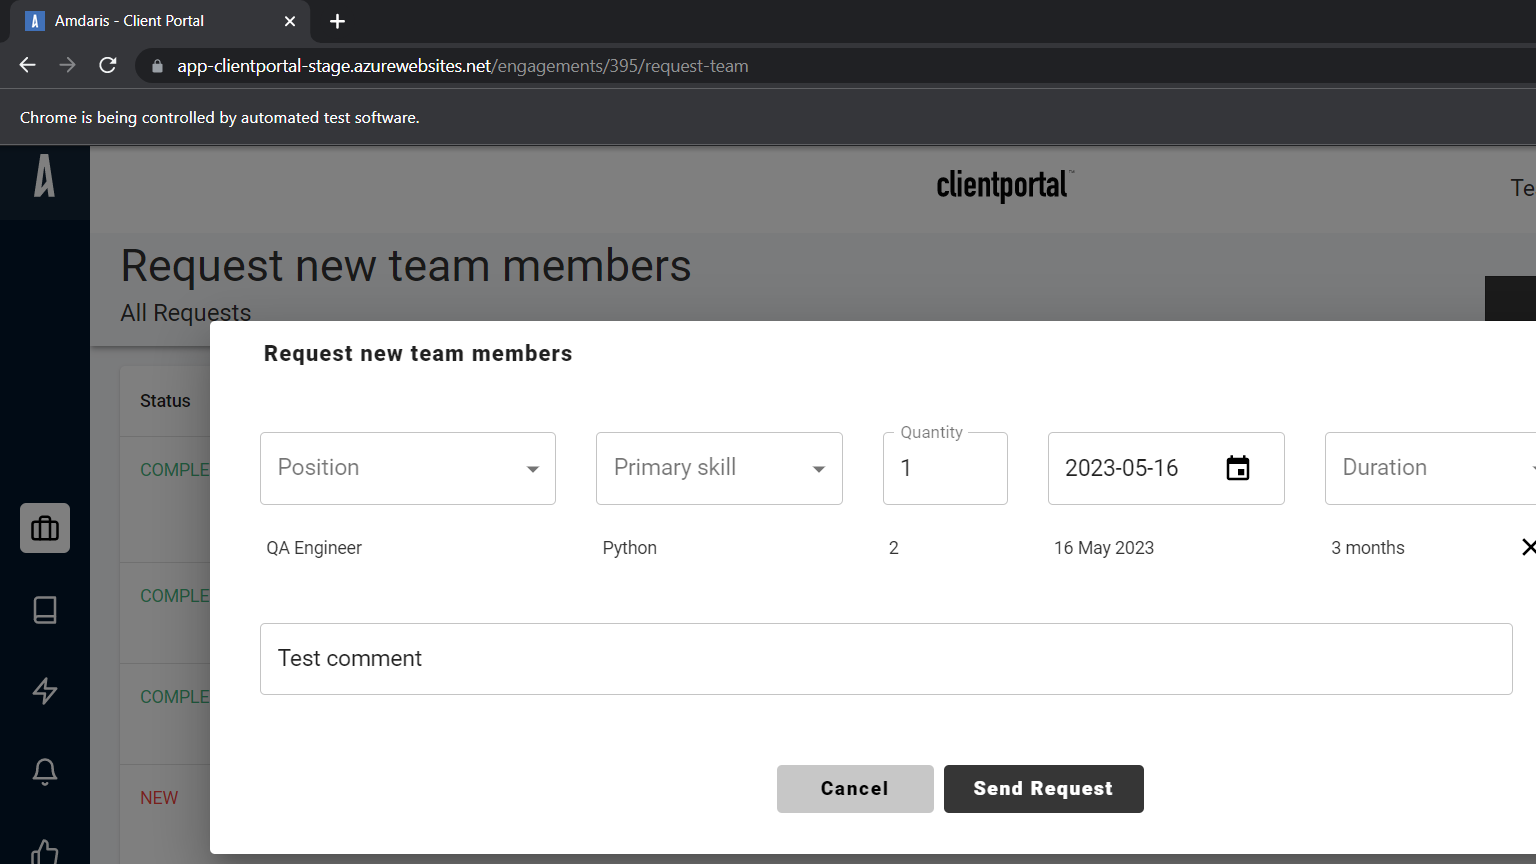 Amdaris - Client Portal
app-clientportal-stage.azurewebsites.net/engagements/395/request-team
Chrome is being controlled by automated test software.
clientportal™
Te
Request new team members
All Requests
Request new team members
Status
Quantity
Position
Primary skill
1
2023-05-16
Duration
COMPLE
QA Engineer
Python
2
16 May 2023
3 months
COMPLE
Test comment
COMPLE
Cancel
Send Request
NEW